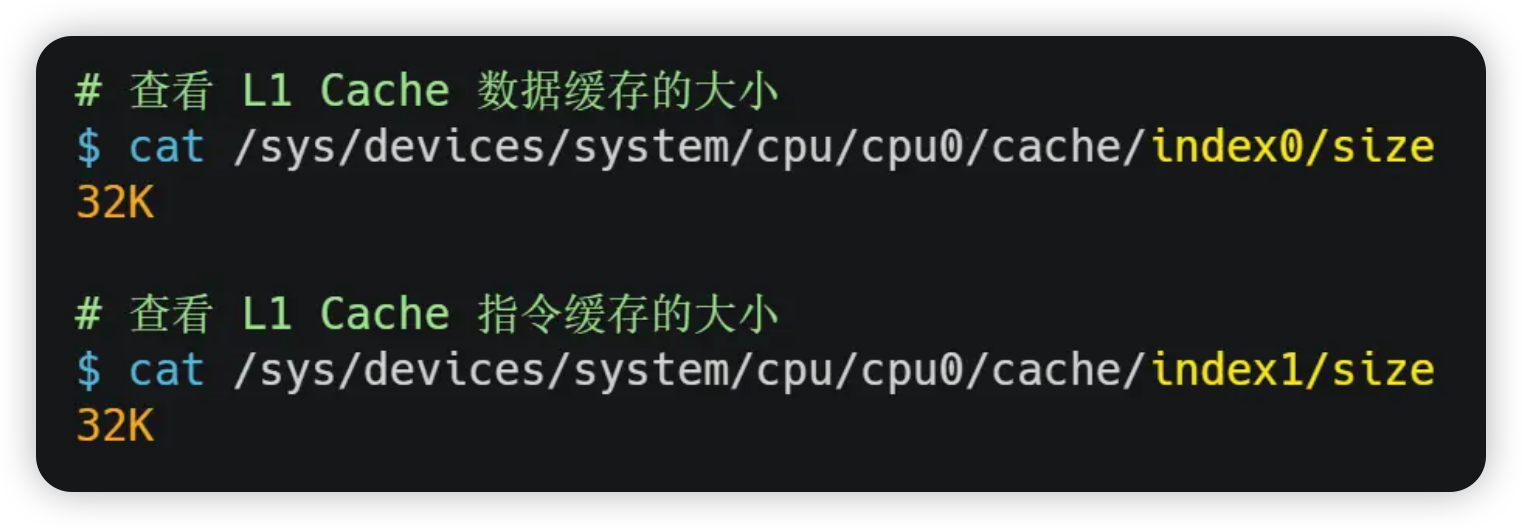 # 查看 L1 Cache 数据缓存的大小
$ cat /sys/devices/system/cpu/cpu0/cache/index0/size
32K
# 查看 L1 Cache 指令缓存的大小
$ cat /sys/devices/system/cpu/cpu0/cache/index1/size
32K